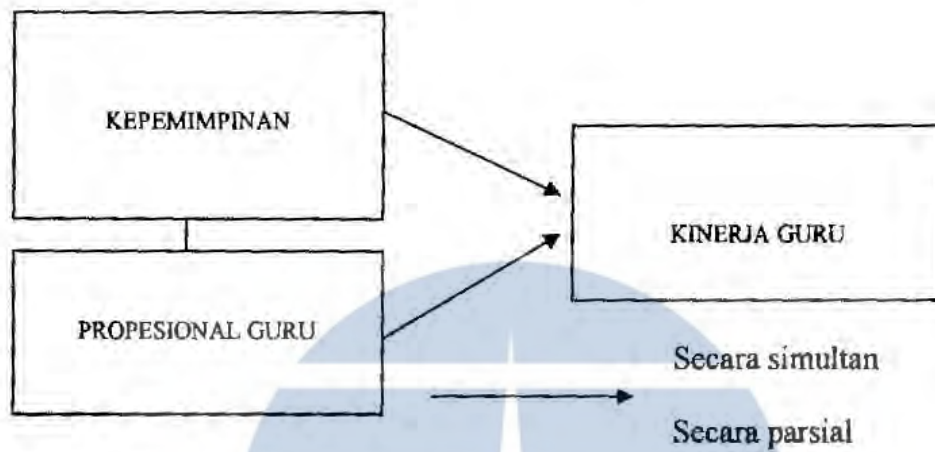 KEPEMIMPINAN
KINERJA GURU
PROPESIONAL GURU
Secara simultan
Secara parsial